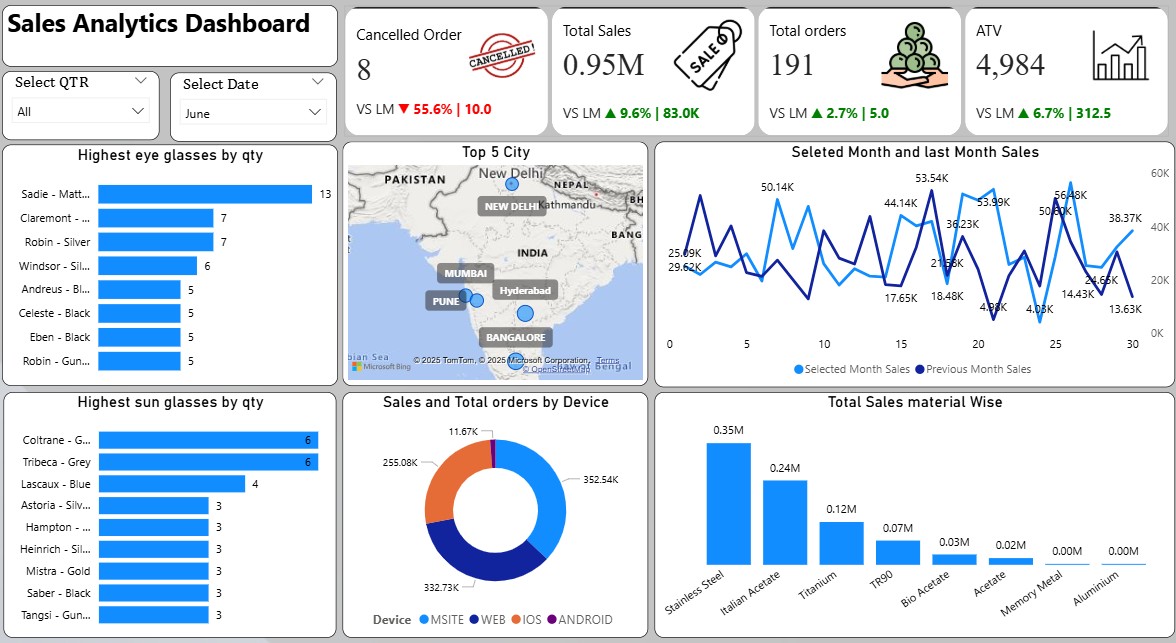 Sales Analytics Dashboard
Select QTR
All
Select Date
June
Cancelled Order
8
CANCELLED!
VS LM ▼ 55.6% | 10.0
Total Sales
0.95M
SALE
VS LM ▲ 9.6% | 83.0K
Total orders
191
VS LM ▲ 2.7% | 5.0
ATV
4,984
VS LM ▲ 6.7% | 312.5
Highest eye glasses by qty
Sadie - Matt... 13
Claremont - ... 7
Robin - Silver 7
Windsor - Sil... 6
Andreus - Bl... 5
Celeste - Black 5
Eben - Black 5
Robin - Gun... 5
Top 5 City
PAKISTAN
New Delhi
NEPAL
NEW DELHI
Kathmandu
BH
BANG
INDIA
MUMBAI
Hyderabad
PUNE
BANGALORE
bian Sea
© 2025 TomTom, © 2025 Microsoft Corporation, Terms
Microsoft Bing
© OpenStreetMap
Bay of Bengal
Seleted Month and last Month Sales
60K
40K
20K
0K
25.09K
29.62K
50.14K
44.14K
17.65K
53.54K
21.58K
18.48K
36.23K
53.99K
4.98K
4.03K
50.60K
56.48K
14.43K
24.65K
38.37K
13.63K
0 5 10 15 20 25 30
Selected Month Sales Previous Month Sales
Highest sun glasses by qty
Coltrane - G... 6
Tribeca - Grey 6
Lascaux - Blue 4
Astoria - Silv... 3
Hampton - ... 3
Heinrich - Sil... 3
Mistra - Gold 3
Saber - Black 3
Tangsi - Gun... 3
Sales and Total orders by Device
11.67K
255.08K
352.54K
332.73K
Device MSITE WEB IOS ANDROID
Total Sales material Wise
0.35M
0.24M
0.12M
0.07M
0.03M
0.02M
0.00M
0.00M
Stainless Steel
Italian Acetate
Titanium
TR90
Bio Acetate
Acetate
Memory Metal
Aluminium